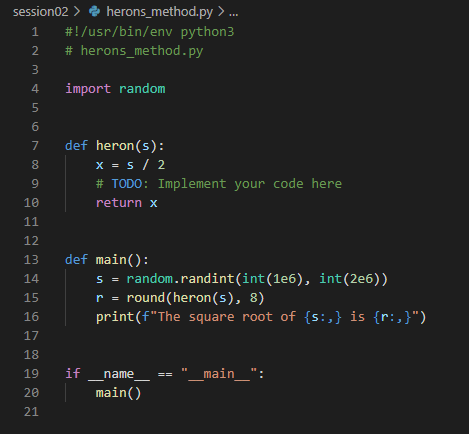 session02 > herons_method.py > ...
1 #!/usr/bin/env python3
2 # herons_method.py
3
4 import random
5
6
7 def heron(s):
8     x = s / 2
9     # TODO: Implement your code here
10     return x
11
12
13 def main():
14     s = random.randint(int(1e6), int(2e6))
15     r = round(heron(s), 8)
16     print(f"The square root of {s:,} is {r:,}")
17
18
19 if __name__ == "__main__":
20     main()
21